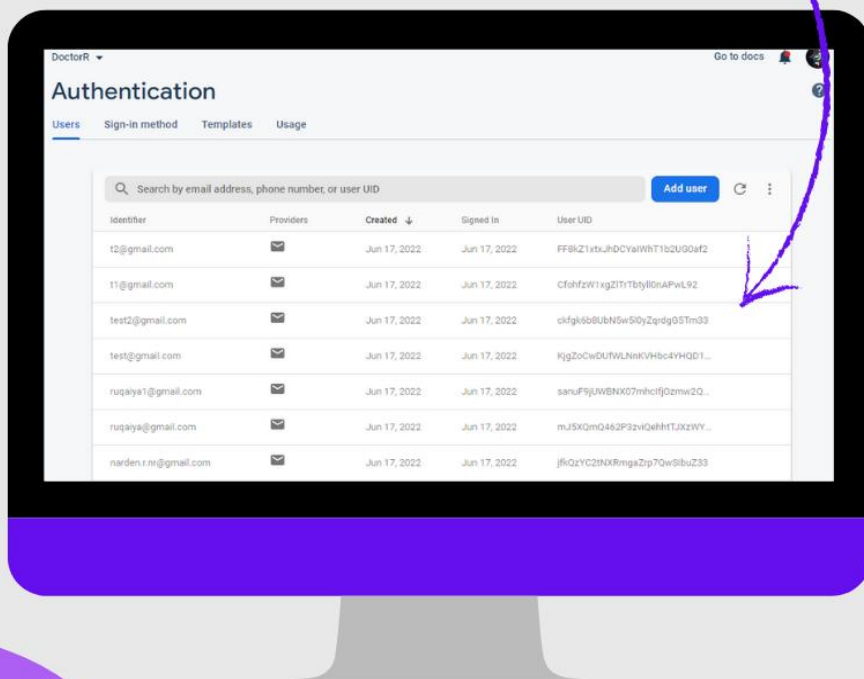 DoctorR
Go to docs
Authentication
Users Sign-in method Templates Usage
Search by email address, phone number, or user UID Add user
Identifier Providers Created Signed In User UID
t2@gmail.com Jun 17, 2022 Jun 17, 2022
t1@gmail.com Jun 17, 2022 Jun 17, 2022
test2@gmail.com Jun 17, 2022 Jun 17, 2022
test@gmail.com Jun 17, 2022 Jun 17, 2022
ruqaiya1@gmail.com Jun 17, 2022 Jun 17, 2022
ruqaiya@gmail.com Jun 17, 2022 Jun 17, 2022
narden.r.nr@gmail.com Jun 17, 2022 Jun 17, 2022